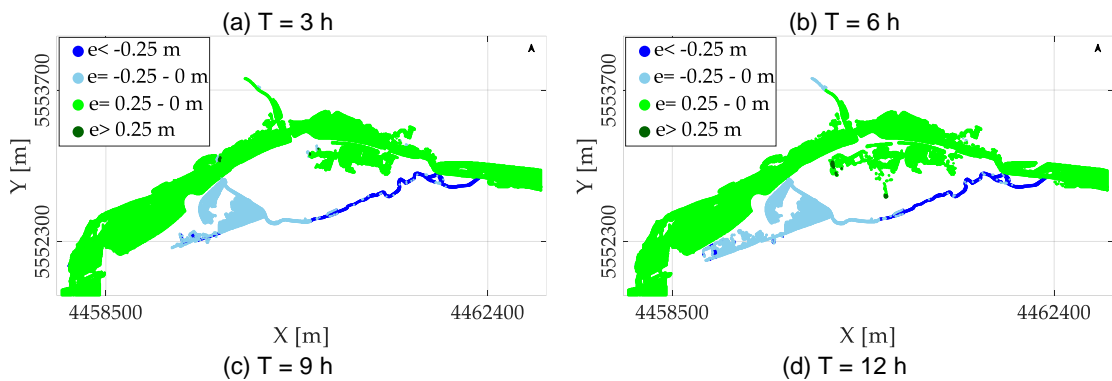 (a) T = 3 h
(b) T = 6 h
e< -0.25 m
e= -0.25 - 0 m
e= 0.25 - 0 m
e> 0.25 m
5553700
5552300
Y [m]
4458500
4462400
X [m]
e< -0.25 m
e= -0.25 - 0 m
e= 0.25 - 0 m
e> 0.25 m
5553700
5552300
Y [m]
4458500
4462400
X [m]
(c) T = 9 h
(d) T = 12 h